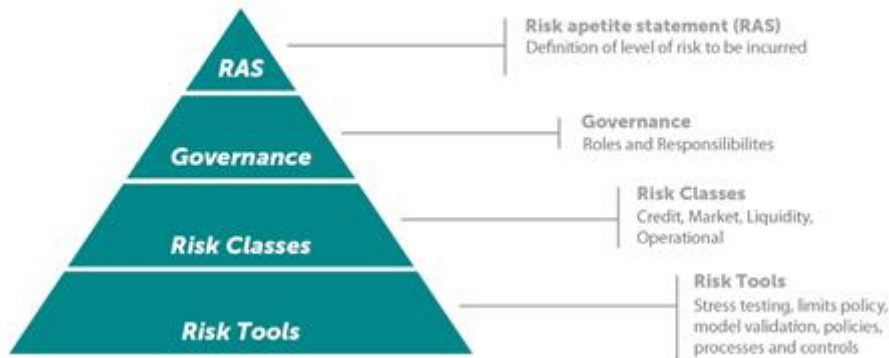 RAS
Risk apetite statement (RAS)
Definition of level of risk to be incurred
Governance
Governance
Roles and Responsilibilites
Risk Classes
Risk Classes
Credit, Market, Liquidity,
Operational
Risk Tools
Risk Tools
Stress testing, limits policy,
model validation, policies,
processes and controls